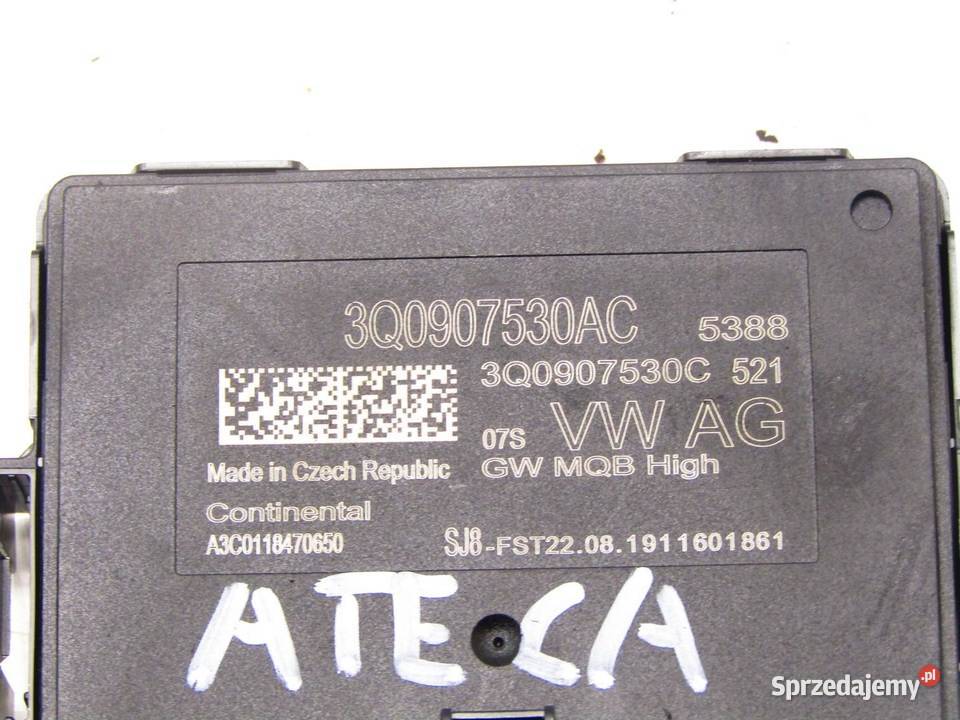 3Q0907530AC 5388
3Q0907530C 521
07S VW AG
Made in Czech Republic GW MQB High
Continental
A3C0118470650 SJ8-FST22.08.1911601861
ATECA
Sprzedajemy.pl